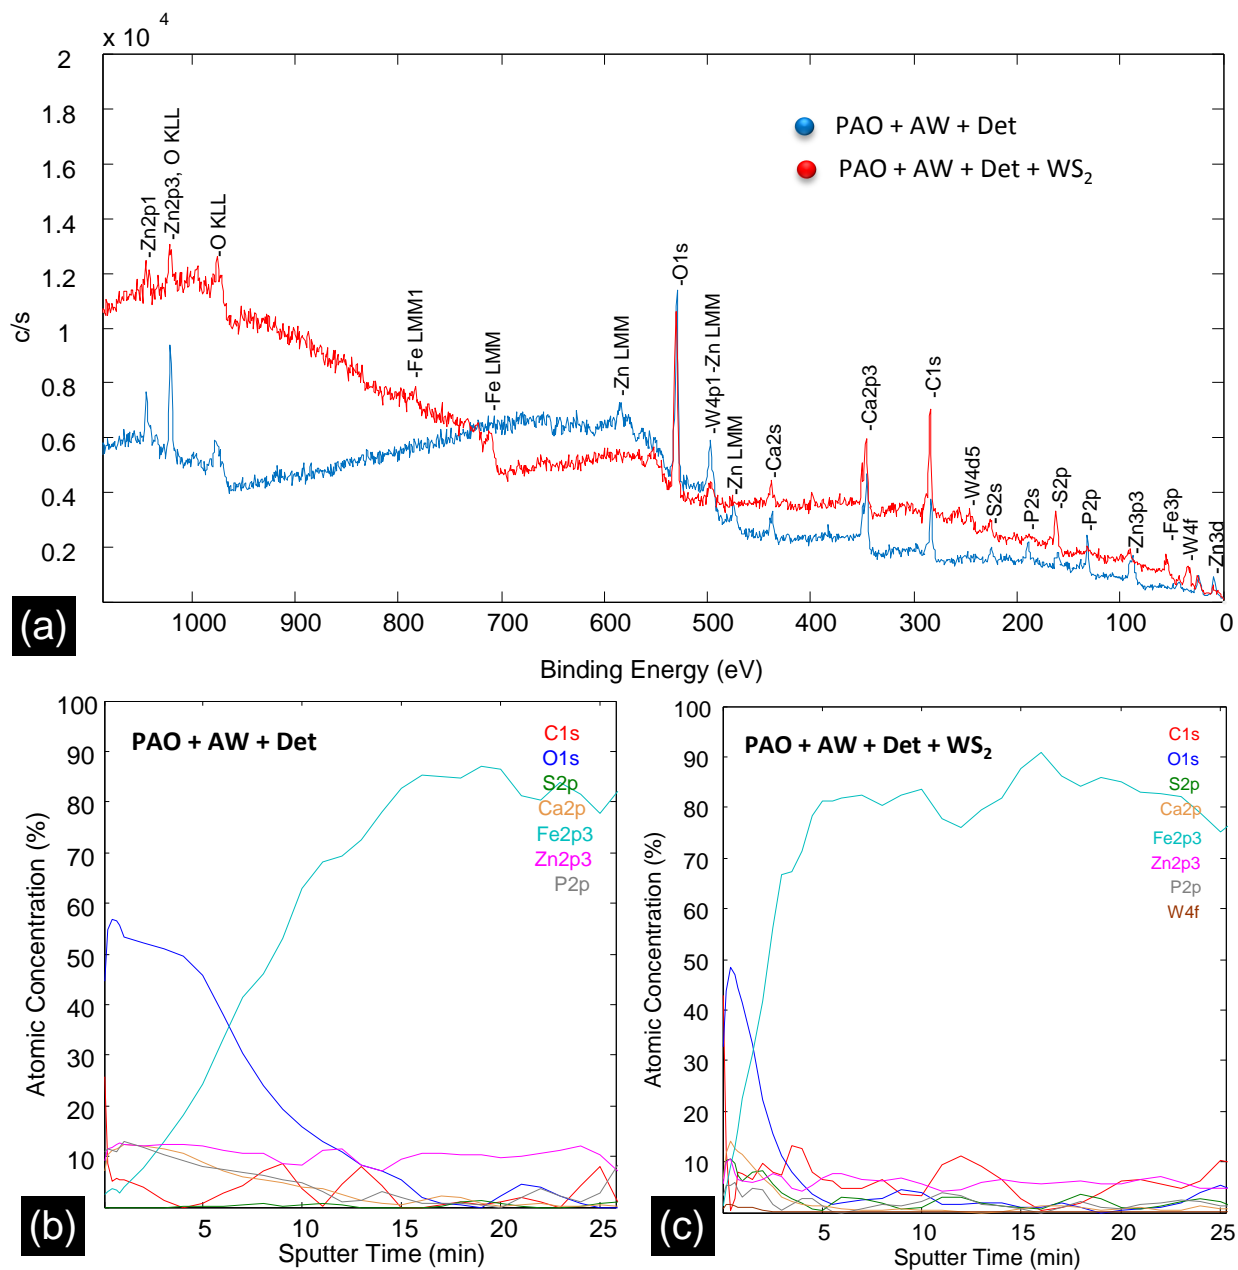 x 10 4
2
1.8
1.6
1.4
1.2
1
0.8
0.6
0.4
0.2
c/s
PAO + AW + Det
PAO + AW + Det + WS₂
-Zn2p1
-Zn2p3, O KLL
-O KLL
-Fe LMM1
-Fe LMM
-Zn LMM
-O1s
-W4p1 -Zn LMM
-Zn LMM
-Ca2s
-Ca2p3
-C1s
-W4d5
-S2s
-P2s
-S2p
-P2p
-Zn3p3
-Fe3p
-W4f
-Zn3d
(a)
1000 900 800 700 600 500 400 300 200 100 0
Binding Energy (eV)
100
90
80
70
60
50
40
30
20
10
Atomic Concentration (%)
PAO + AW + Det
C1s
O1s
S2p
Ca2p
Fe2p3
Zn2p3
P2p
(b)
5 10 15 20 25
Sputter Time (min)
100
90
80
70
60
50
40
30
20
10
Atomic Concentration (%)
PAO + AW + Det + WS₂
C1s
O1s
S2p
Ca2p
Fe2p3
Zn2p3
P2p
W4f
(c)
5 10 15 20 25
Sputter Time (min)